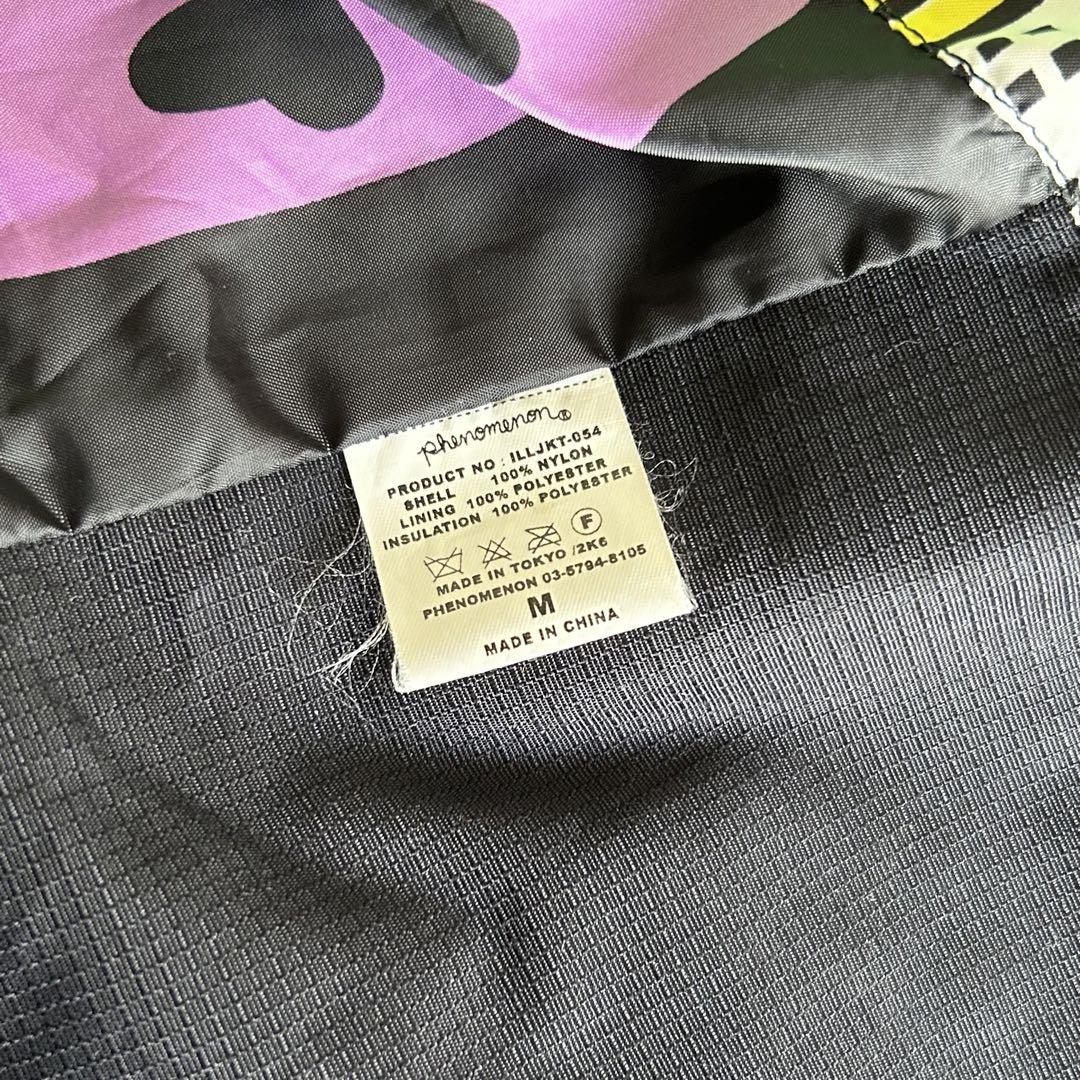 phenomenon®
PRODUCT NO : ILLJKT-054
SHELL 100% NYLON
LINING 100% POLYESTER
INSULATION 100% POLYESTER
F
MADE IN TOKYO /2K6
PHENOMENON 03-5794-8105
M
MADE IN CHINA